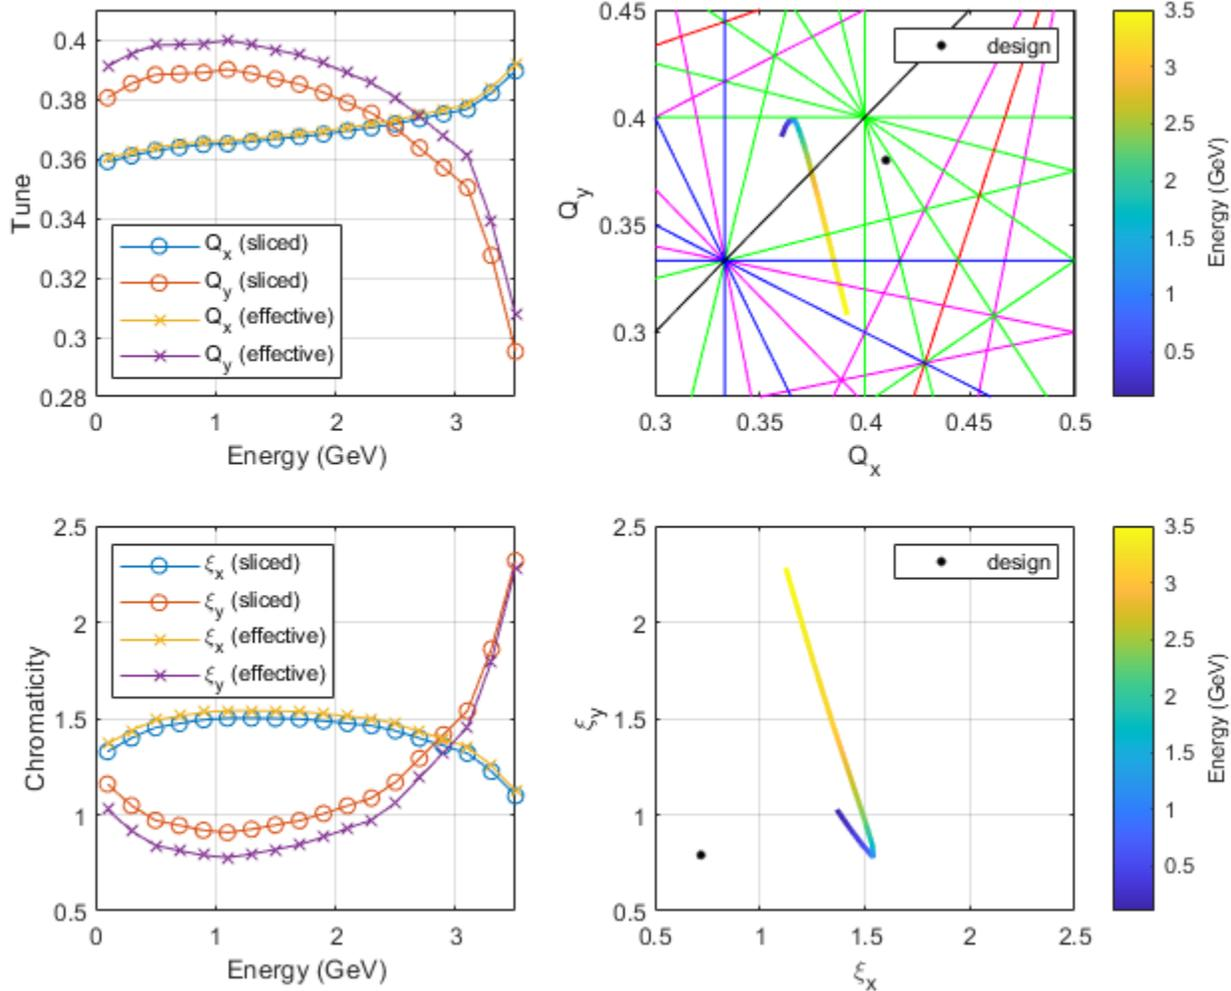 0.4
0.38
0.36
0.34
0.32
0.3
0.28
Tune
Q_x (sliced)
Q_y (sliced)
Q_x (effective)
Q_y (effective)
0 1 2 3
Energy (GeV)
0.45
0.4
0.35
0.3
Q_y
design
0.3 0.35 0.4 0.45 0.5
Q_x
3.5
3
2.5
2
1.5
1
0.5
Energy (GeV)
2.5
2
1.5
1
0.5
Chromaticity
ξ_x (sliced)
ξ_y (sliced)
ξ_x (effective)
ξ_y (effective)
0 1 2 3
Energy (GeV)
2.5
2
1.5
1
0.5
ξ_y
design
0.5 1 1.5 2 2.5
ξ_x
3.5
3
2.5
2
1.5
1
0.5
Energy (GeV)